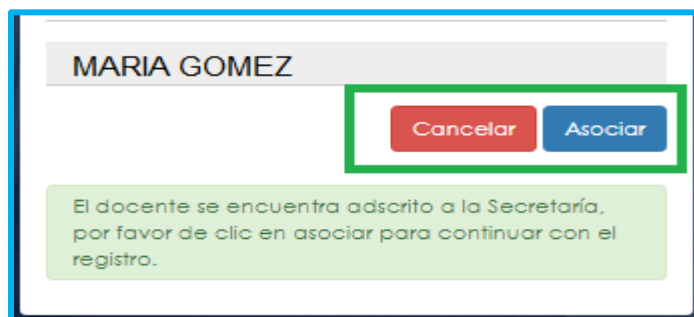 MARIA GOMEZ
Cancelar Asociar
El docente se encuentra adscrito a la Secretaría,
por favor de clic en asociar para continuar con el
registro.